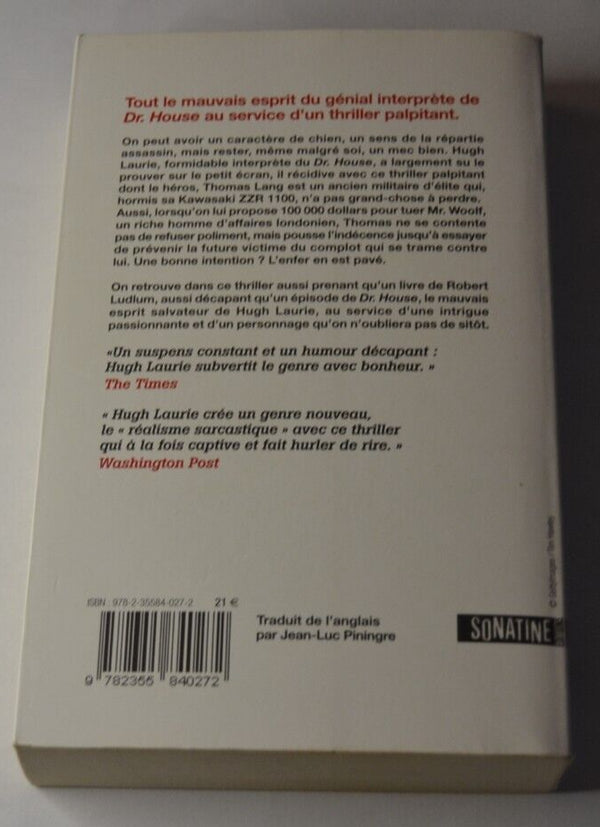 Tout le mauvais esprit du génial interprète de
Dr. House au service d'un thriller palpitant.
On peut avoir un caractère de chien, un sens de la répartie
assassin, mais rester, même malgré soi, un mec bien. Hugh
Laurie, formidable interprète du Dr. House, a largement su le
prouver sur le petit écran, il récidive avec ce thriller palpitant
dont le héros, Thomas Lang est un ancien militaire d'élite qui,
hormis sa Kawasaki ZZR 1100, n'a pas grand-chose à perdre.
Aussi, lorsqu'on lui propose 100 000 dollars pour tuer Mr. Woolf,
un riche homme d'affaires londonien, Thomas ne se contente
pas de refuser poliment, mais pousse l'indécence jusqu'à essayer
de prévenir la future victime du complot qui se trame contre
lui. Une bonne intention ? L'enfer en est pavé.
On retrouve dans ce thriller aussi prenant qu'un livre de Robert
Ludlum, aussi décapant qu'un épisode de Dr. House, le mauvais
esprit salvateur de Hugh Laurie, au service d'une intrigue
passionnante et d'un personnage qu'on n'oubliera pas de sitôt.
«Un suspens constant et un humour décapant :
Hugh Laurie subvertit le genre avec bonheur. »
The Times
« Hugh Laurie crée un genre nouveau,
le « réalisme sarcastique » avec ce thriller
qui à la fois captive et fait hurler de rire. »
Washington Post
ISBN 978-2-35584-027-2 21 €
9 782355 840272
Traduit de l'anglais
par Jean-Luc Piningre
SONATINE